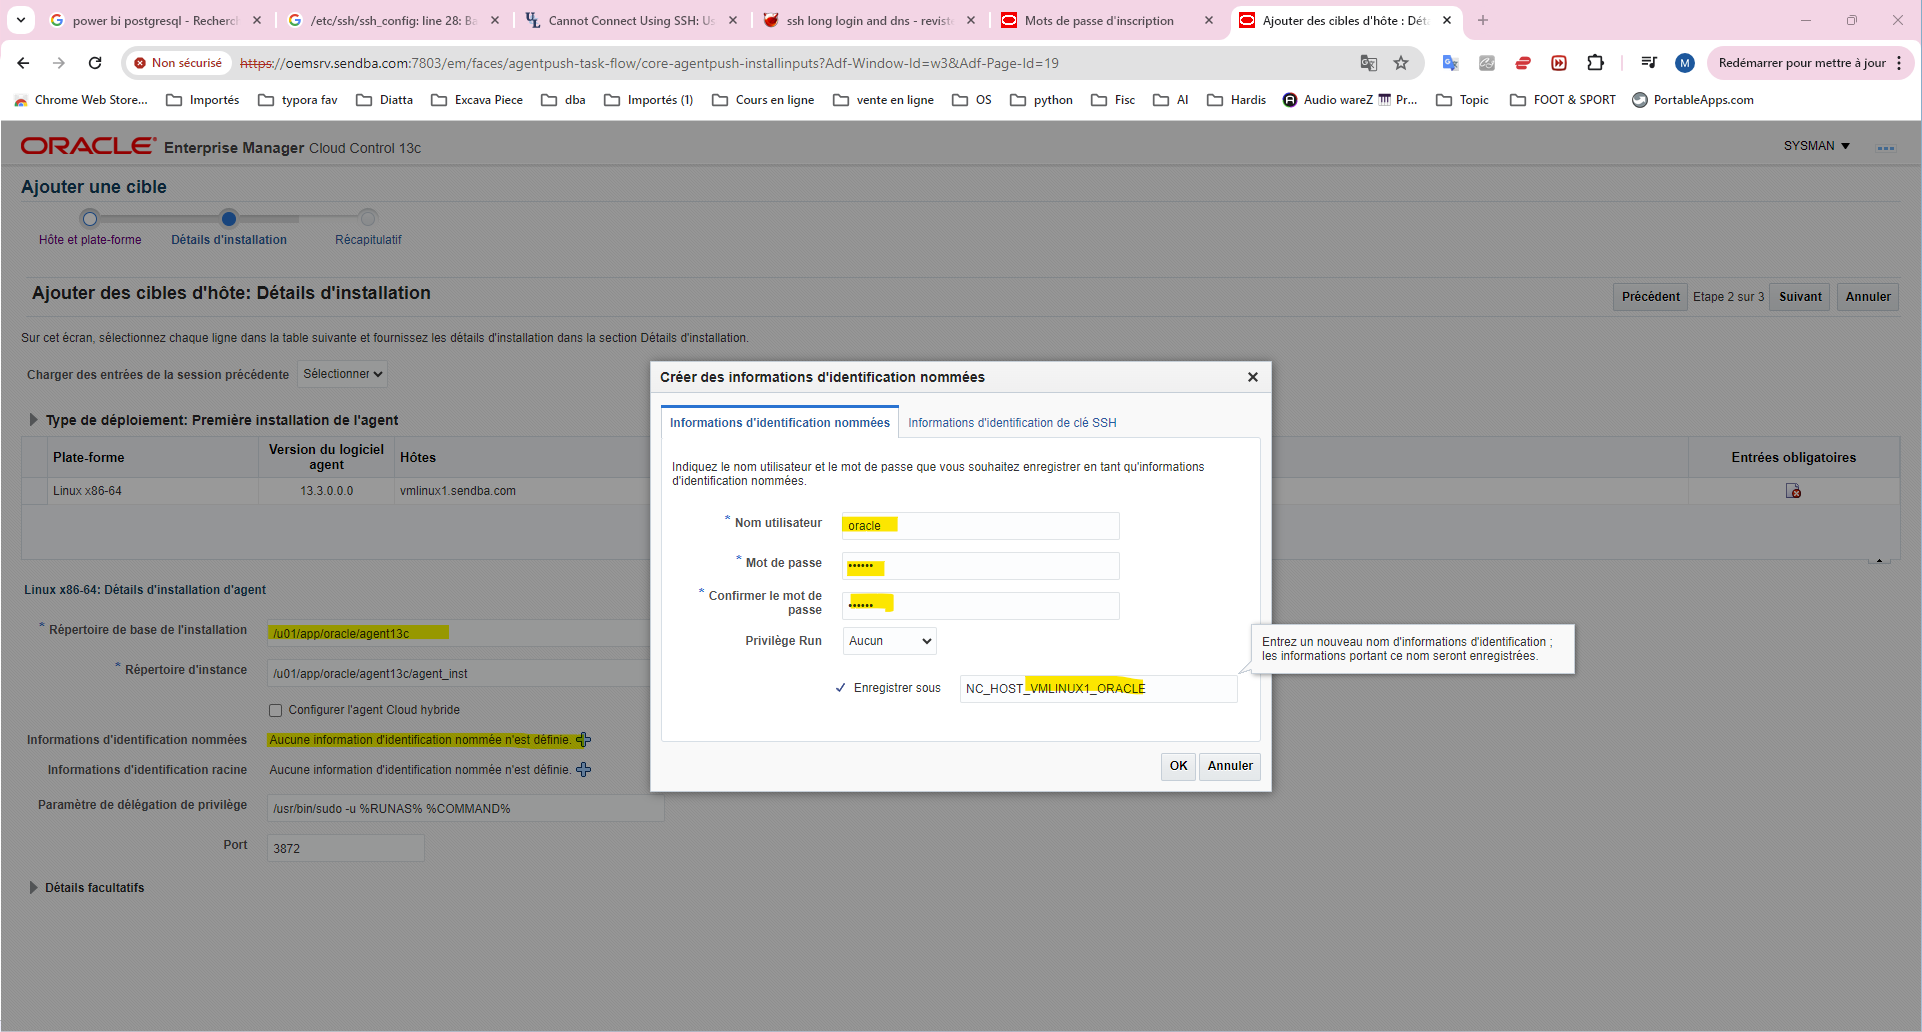 power bi postgresql - Recherch
/etc/ssh/ssh_config: line 28: Ba
Cannot Connect Using SSH: Us
ssh long login and dns - reviste
Mots de passe d'inscription
Ajouter des cibles d'hôte : Déta
Non sécurisé
https://oemsrv.sendba.com:7803/em/faces/agentpush-task-flow/core-agentpush-installinputs?Adf-Window-Id=w3&Adf-Page-Id=19
M
Redémarrer pour mettre à jour
Chrome Web Store...
Importés
typora fav
Diatta
Excava Piece
dba
Importés (1)
Cours en ligne
vente en ligne
OS
python
Fisc
AI
Hardis
Audio wareZ
Pr...
Topic
FOOT & SPORT
PortableApps.com
ORACLE Enterprise Manager Cloud Control 13c
SYSMAN
Ajouter une cible
Hôte et plate-forme
Détails d'installation
Récapitulatif
Ajouter des cibles d'hôte: Détails d'installation
Précédent
Etape 2 sur 3
Suivant
Annuler
Sur cet écran, sélectionnez chaque ligne dans la table suivante et fournissez les détails d'installation dans la section Détails d'installation.
Charger des entrées de la session précédente
Sélectionner
Type de déploiement: Première installation de l'agent
Plate-forme
Version du logiciel
agent
Hôtes
Entrées obligatoires
Linux x86-64
13.3.0.0.0
vmlinux1.sendba.com
Linux x86-64: Détails d'installation d'agent
* Répertoire de base de l'installation
/u01/app/oracle/agent13c
* Répertoire d'instance
/u01/app/oracle/agent13c/agent_inst
Configurer l'agent Cloud hybride
Informations d'identification nommées
Aucune information d'identification nommée n'est définie.
Informations d'identification racine
Aucune information d'identification nommée n'est définie.
Paramètre de délégation de privilège
/usr/bin/sudo -u %RUNAS% %COMMAND%
Port
3872
Détails facultatifs
Créer des informations d'identification nommées
Informations d'identification nommées
Informations d'identification de clé SSH
Indiquez le nom utilisateur et le mot de passe que vous souhaitez enregistrer en tant qu'informations
d'identification nommées.
* Nom utilisateur
oracle
* Mot de passe
••••••
* Confirmer le mot de
passe
••••••
Privilège Run
Aucun
Enregistrer sous
NC_HOST_VMLINUX1_ORACLE
OK
Annuler
Entrez un nouveau nom d'informations d'identification ;
les informations portant ce nom seront enregistrées.